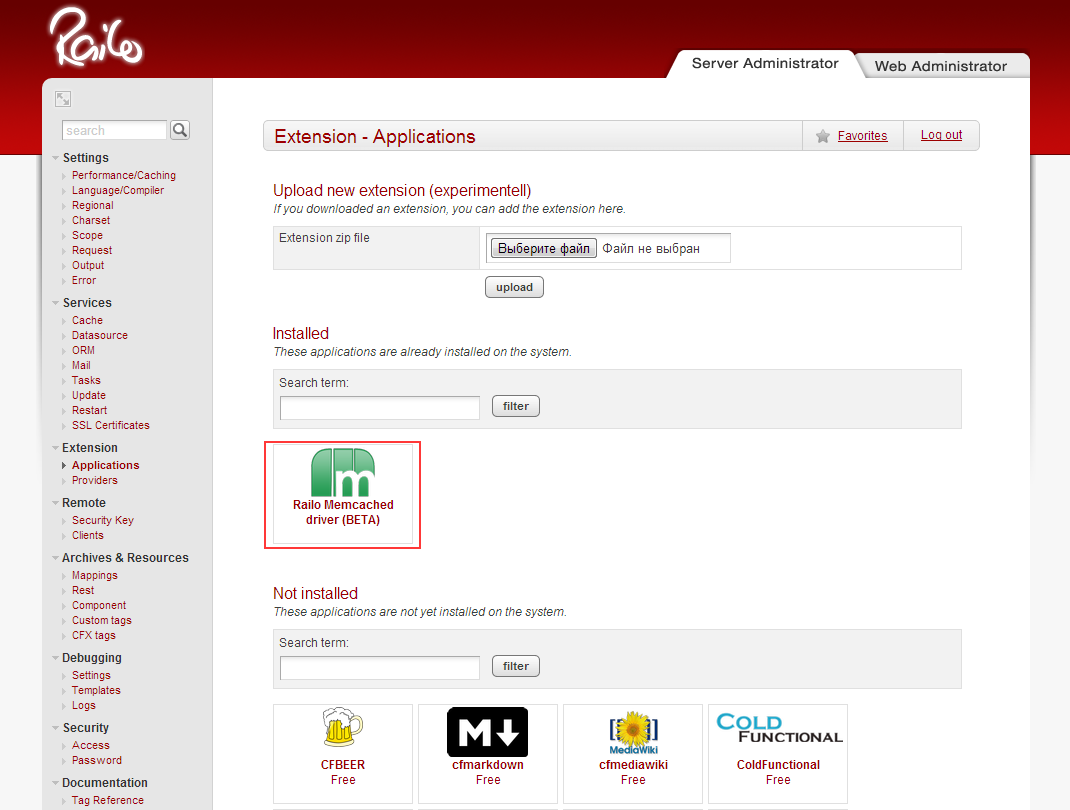 Railo
Server Administrator
Web Administrator
search
Settings
Performance/Caching
Language/Compiler
Regional
Charset
Scope
Request
Output
Error
Services
Cache
Datasource
ORM
Mail
Tasks
Update
Restart
SSL Certificates
Extension
Applications
Providers
Remote
Security Key
Clients
Archives & Resources
Mappings
Rest
Component
Custom tags
CFX tags
Debugging
Settings
Templates
Logs
Security
Access
Password
Documentation
Tag Reference
Extension - Applications
Favorites
Log out
Upload new extension (experimentell)
If you downloaded an extension, you can add the extension here.
Extension zip file
Выберите файл Файл не выбран
upload
Installed
These applications are already installed on the system.
Search term:
filter
m
Railo Memcached
driver (BETA)
Not installed
These applications are not yet installed on the system.
Search term:
filter
CFBEER
Free
M
cfmarkdown
Free
MediaWiki
cfmediawiki
Free
COLD
FUNCTIONAL
ColdFunctional
Free